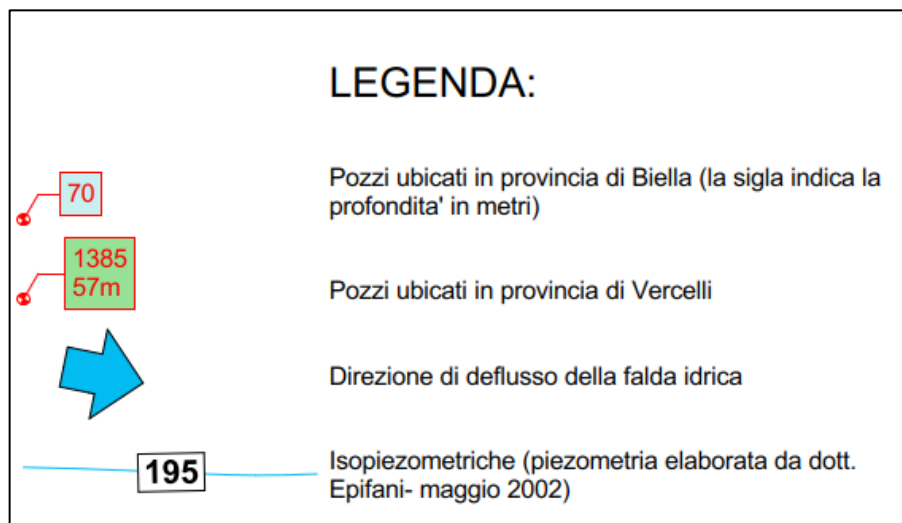 LEGENDA:
70
Pozzi ubicati in provincia di Biella (la sigla indica la
profondita' in metri)
1385
57m
Pozzi ubicati in provincia di Vercelli
Direzione di deflusso della falda idrica
195
Isopiezometriche (piezometria elaborata da dott.
Epifani- maggio 2002)